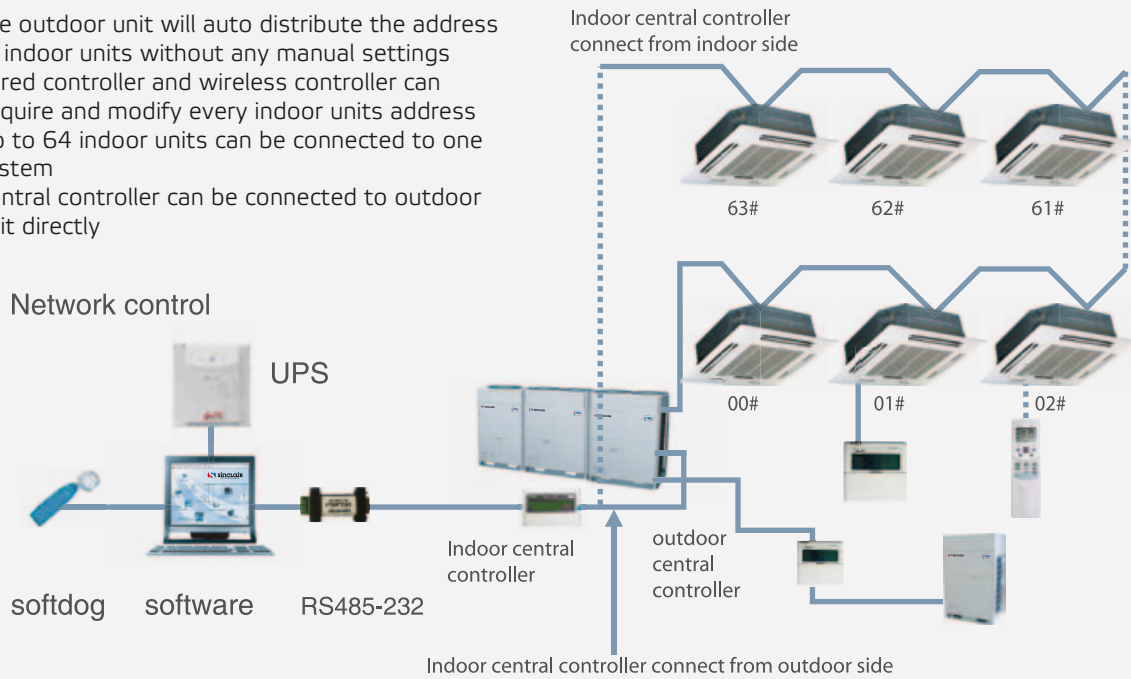 e outdoor unit will auto distribute the address
indoor units without any manual settings
red controller and wireless controller can
quire and modify every indoor units address
to 64 indoor units can be connected to one
stem
ntral controller can be connected to outdoor
it directly
Indoor central controller
connect from indoor side
63# 62# 61#
00# 01# 02#
Network control
UPS
sinclair
Indoor central
controller
outdoor
central
controller
softdog software RS485-232
Indoor central controller connect from outdoor side